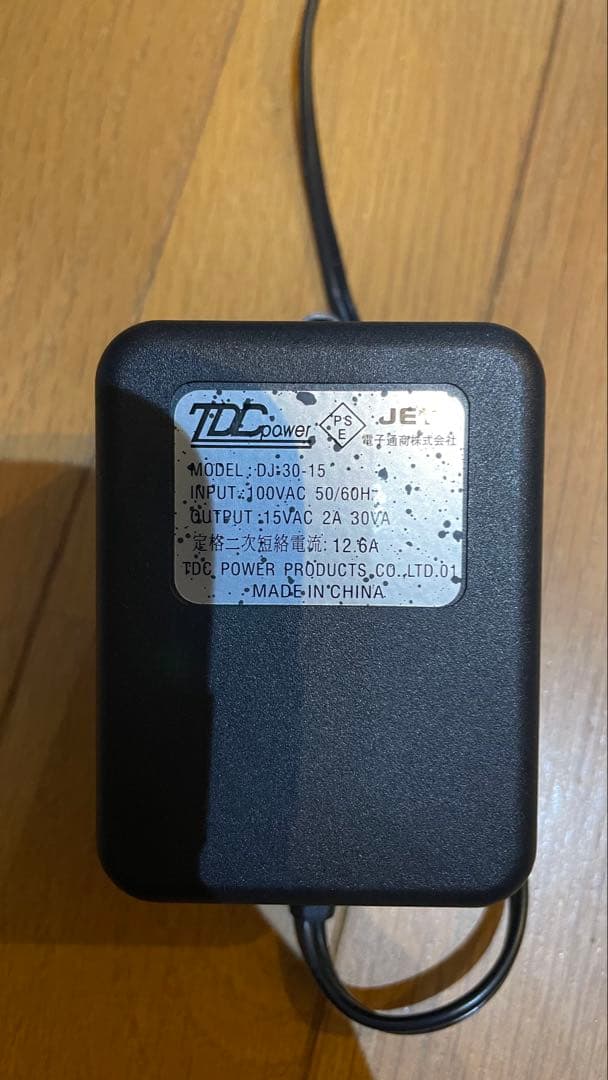 TDC power PSE JET
電子通商株式会社
MODEL : DJ-30-15
INPUT : 100VAC 50/60Hz
OUTPUT : 15VAC 2A 30VA
定格二次短絡電流: 12.6A
TDC POWER PRODUCTS CO.,LTD.01
MADE IN CHINA